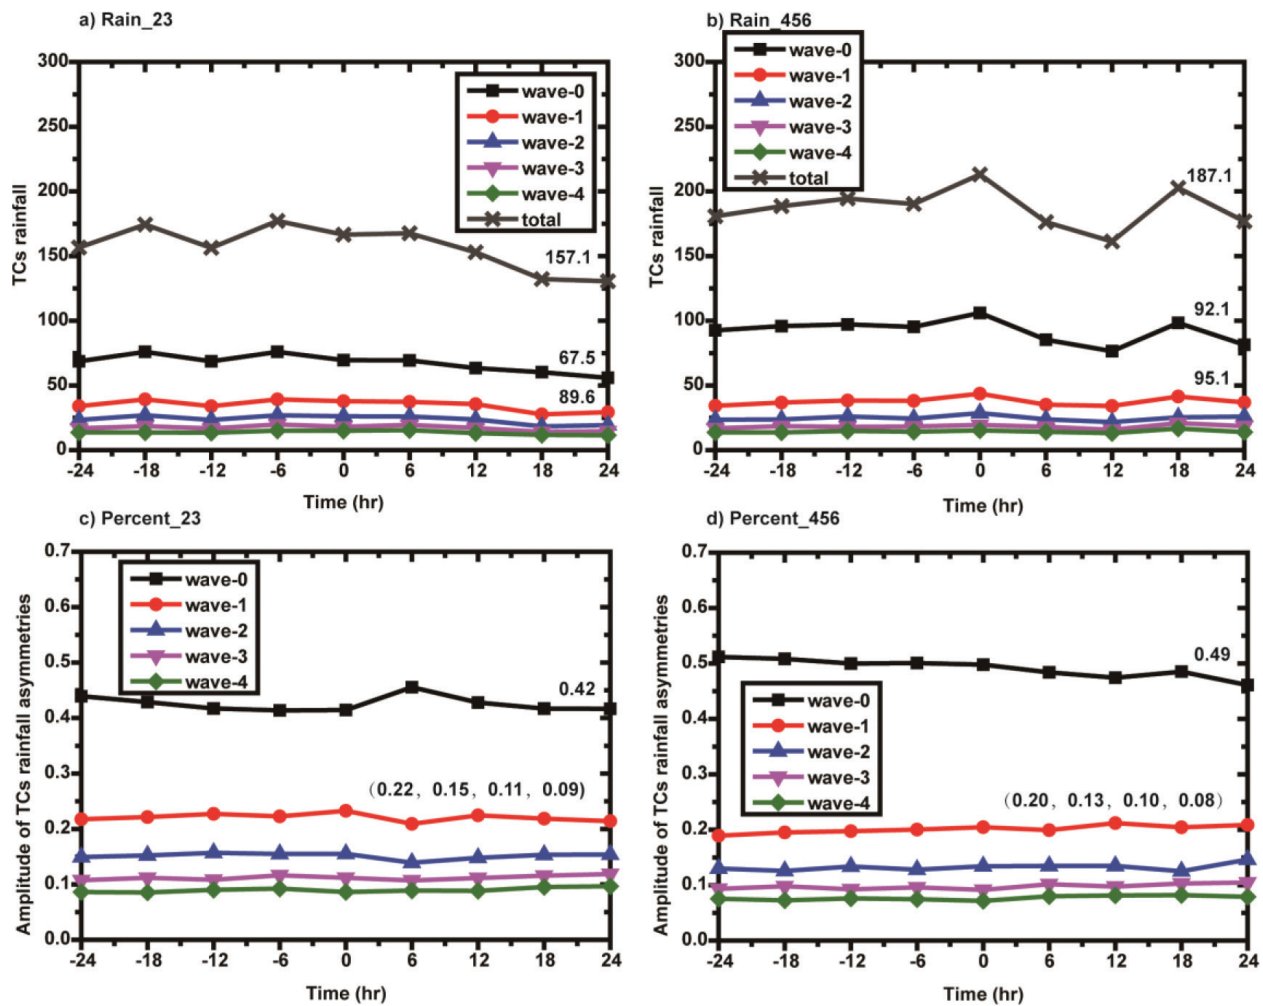 a) Rain_23
300
250
200
150
100
50
0
TCs rainfall
wave-0
wave-1
wave-2
wave-3
wave-4
total
157.1
67.5
89.6
-24 -18 -12 -6 0 6 12 18 24
Time (hr)
b) Rain_456
300
250
200
150
100
50
0
TCs rainfall
wave-0
wave-1
wave-2
wave-3
wave-4
total
187.1
92.1
95.1
-24 -18 -12 -6 0 6 12 18 24
Time (hr)
c) Percent_23
0.7
0.6
0.5
0.4
0.3
0.2
0.1
0.0
Amplitude of TCs rainfall asymmetries
wave-0
wave-1
wave-2
wave-3
wave-4
0.42
(0.22, 0.15, 0.11, 0.09)
-24 -18 -12 -6 0 6 12 18 24
Time (hr)
d) Percent_456
0.7
0.6
0.5
0.4
0.3
0.2
0.1
0.0
Amplitude of TCs rainfall asymmetries
0.49
wave-0
wave-1
wave-2
wave-3
wave-4
(0.20, 0.13, 0.10, 0.08)
-24 -18 -12 -6 0 6 12 18 24
Time (hr)